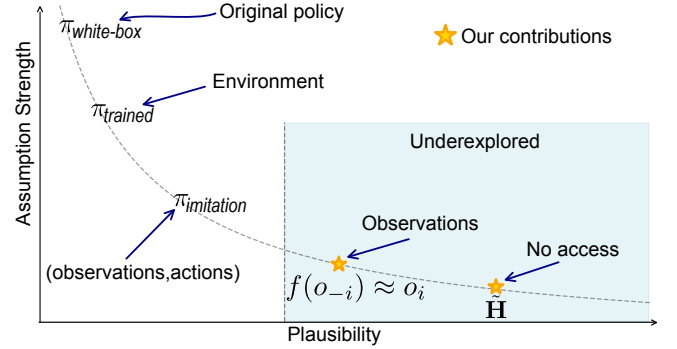 Original policy
π_white-box
Our contributions
Environment
π_trained
Underexplored
π_imitation
Observations
No access
(observations,actions)
f(o_{-i}) ≈ o_i
H̃
Plausibility
Assumption Strength